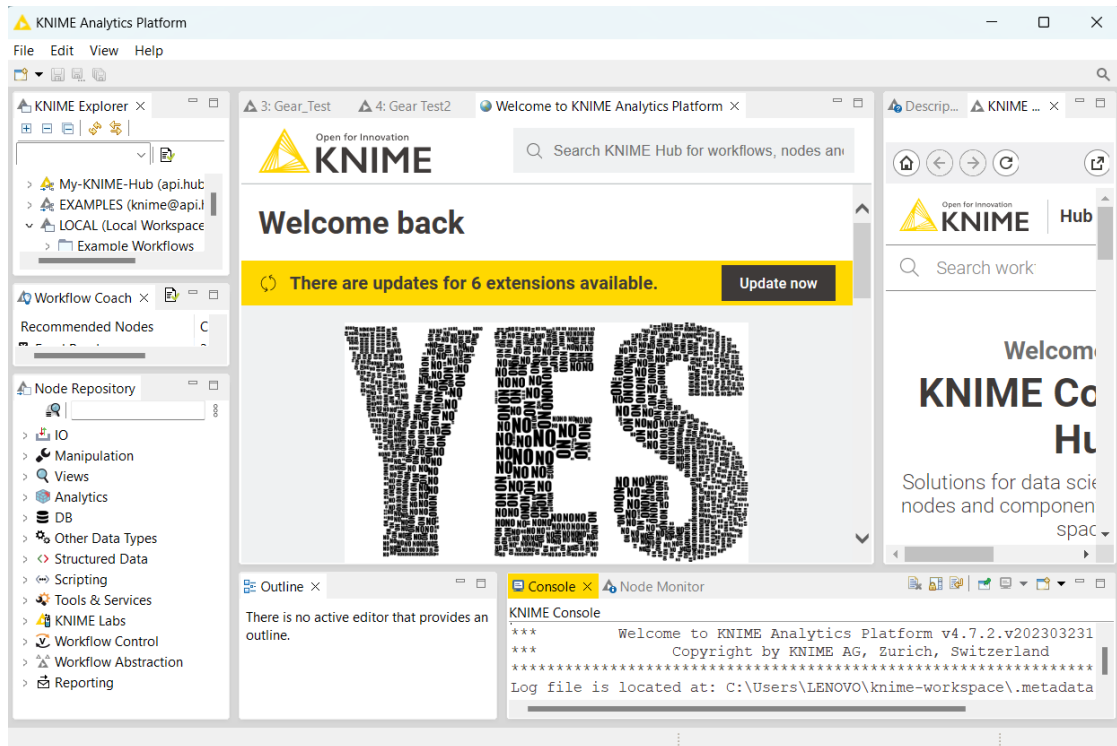 KNIME Analytics Platform
File Edit View Help
KNIME Explorer
My-KNIME-Hub (api.hub
EXAMPLES (knime@api.h
LOCAL (Local Workspace
Example Workflows
Workflow Coach
Recommended Nodes C
Node Repository
IO
Manipulation
Views
Analytics
DB
Other Data Types
Structured Data
Scripting
Tools & Services
KNIME Labs
Workflow Control
Workflow Abstraction
Reporting
3: Gear_Test 4: Gear Test2 Welcome to KNIME Analytics Platform
Open for Innovation
KNIME
Search KNIME Hub for workflows, nodes and
Welcome back
There are updates for 6 extensions available. Update now
YES
Outline
There is no active editor that provides an
outline.
Console Node Monitor
KNIME Console
*** Welcome to KNIME Analytics Platform v4.7.2.v202303231
*** Copyright by KNIME AG, Zurich, Switzerland
Log file is located at: C:\Users\LENOVO\knime-workspace\.metadata
Descrip... KNIME ...
Open for Innovation
KNIME Hub
Search work
Welcom
KNIME Co
Hu
Solutions for data scie
nodes and componen
spac